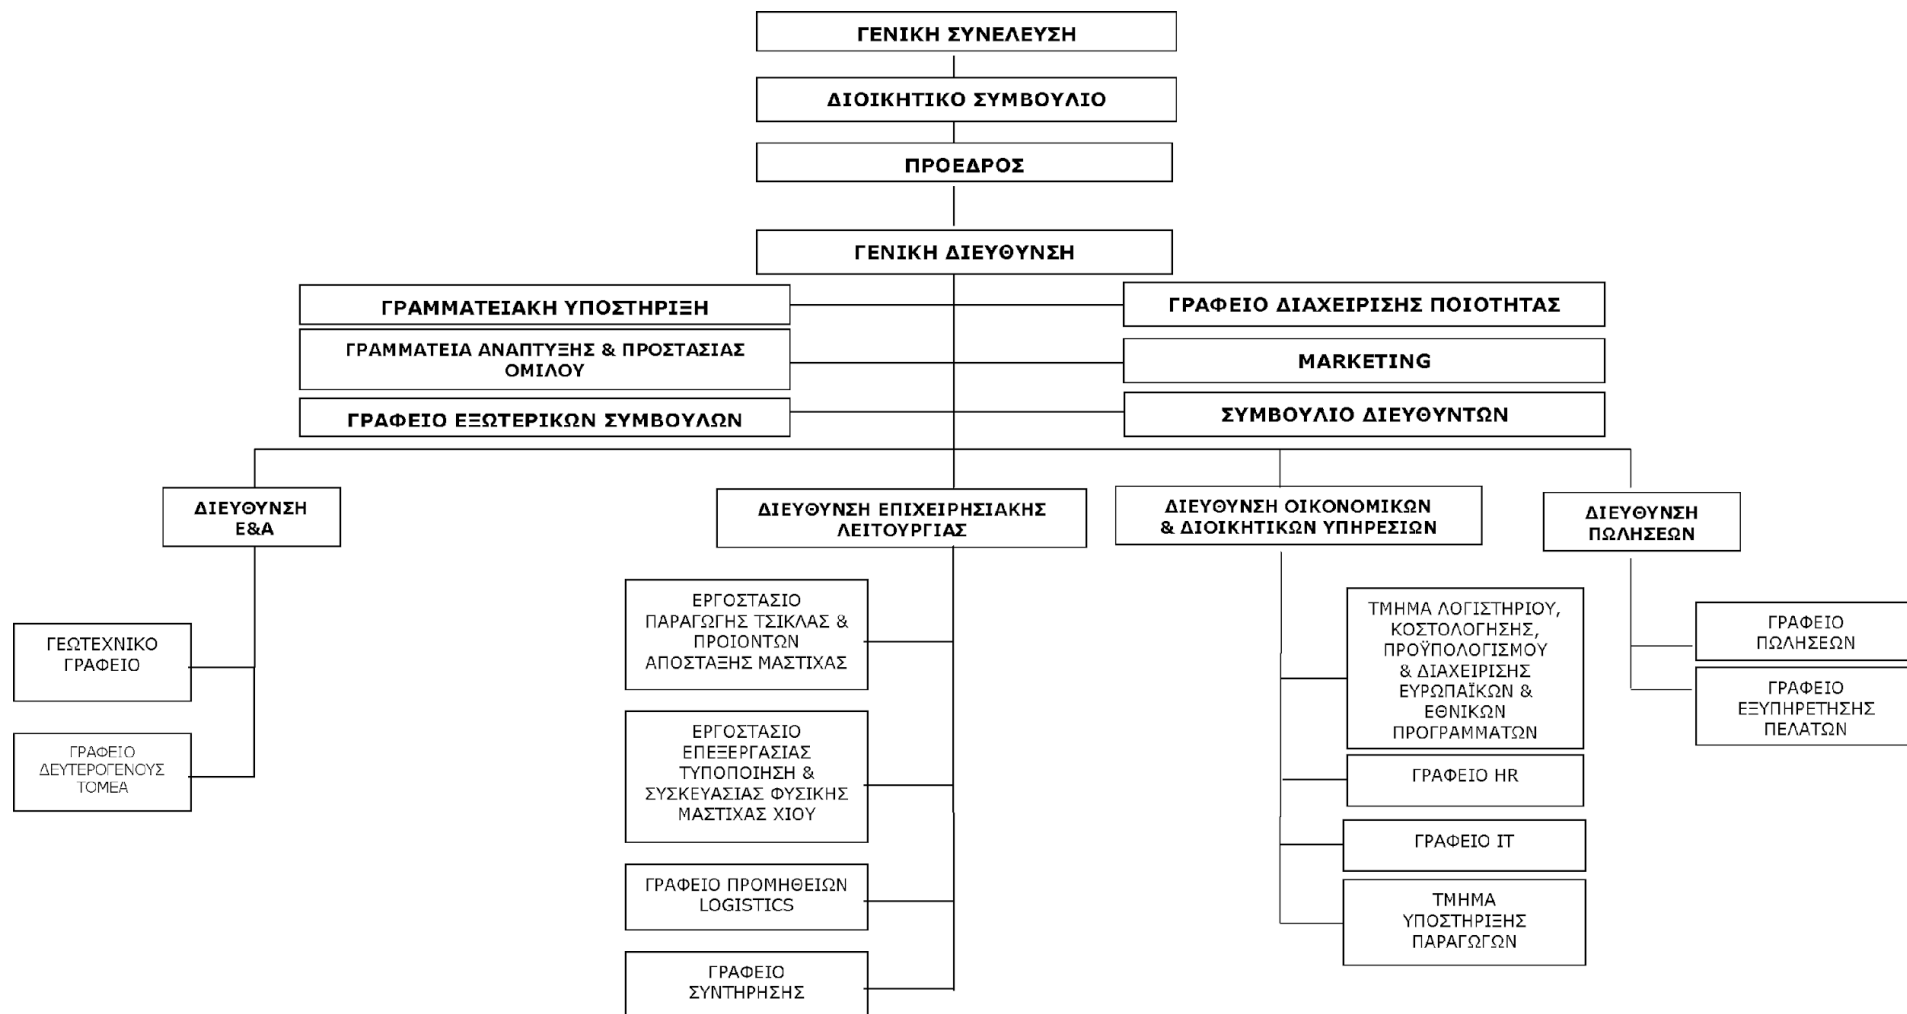 ΓΕΝΙΚΗ ΣΥΝΕΛΕΥΣΗ
ΔΙΟΙΚΗΤΙΚΟ ΣΥΜΒΟΥΛΙΟ
ΠΡΟΕΔΡΟΣ
ΓΕΝΙΚΗ ΔΙΕΥΘΥΝΣΗ
ΓΡΑΜΜΑΤΕΙΑΚΗ ΥΠΟΣΤΗΡΙΞΗ
ΓΡΑΦΕΙΟ ΔΙΑΧΕΙΡΙΣΗΣ ΠΟΙΟΤΗΤΑΣ
ΓΡΑΜΜΑΤΕΙΑ ΑΝΑΠΤΥΞΗΣ & ΠΡΟΣΤΑΣΙΑΣ
ΟΜΙΛΟΥ
MARKETING
ΓΡΑΦΕΙΟ ΕΞΩΤΕΡΙΚΩΝ ΣΥΜΒΟΥΛΩΝ
ΣΥΜΒΟΥΛΙΟ ΔΙΕΥΘΥΝΤΩΝ
ΔΙΕΥΘΥΝΣΗ
Ε&Α
ΔΙΕΥΘΥΝΣΗ ΕΠΙΧΕΙΡΗΣΙΑΚΗΣ
ΛΕΙΤΟΥΡΓΙΑΣ
ΔΙΕΥΘΥΝΣΗ ΟΙΚΟΝΟΜΙΚΩΝ
& ΔΙΟΙΚΗΤΙΚΩΝ ΥΠΗΡΕΣΙΩΝ
ΔΙΕΥΘΥΝΣΗ
ΠΩΛΗΣΕΩΝ
ΓΕΩΤΕΧΝΙΚΟ
ΓΡΑΦΕΙΟ
ΓΡΑΦΕΙΟ
ΔΕΥΤΕΡΟΓΕΝΟΥΣ
ΤΟΜΕΑ
ΕΡΓΟΣΤΑΣΙΟ
ΠΑΡΑΓΩΓΗΣ ΤΣΙΚΛΑΣ &
ΠΡΟΙΟΝΤΩΝ
ΑΠΟΣΤΑΞΗΣ ΜΑΣΤΙΧΑΣ
ΕΡΓΟΣΤΑΣΙΟ
ΕΠΕΞΕΡΓΑΣΙΑΣ
ΤΥΠΟΠΟΙΗΣΗ &
ΣΥΣΚΕΥΑΣΙΑΣ ΦΥΣΙΚΗΣ
ΜΑΣΤΙΧΑΣ ΧΙΟΥ
ΓΡΑΦΕΙΟ ΠΡΟΜΗΘΕΙΩΝ
LOGISTICS
ΓΡΑΦΕΙΟ
ΣΥΝΤΗΡΗΣΗΣ
ΤΜΗΜΑ ΛΟΓΙΣΤΗΡΙΟΥ,
ΚΟΣΤΟΛΟΓΗΣΗΣ,
ΠΡΟΫΠΟΛΟΓΙΣΜΟΥ
& ΔΙΑΧΕΙΡΙΣΗΣ
ΕΥΡΩΠΑΪΚΩΝ &
ΕΘΝΙΚΩΝ
ΠΡΟΓΡΑΜΜΑΤΩΝ
ΓΡΑΦΕΙΟ HR
ΓΡΑΦΕΙΟ IT
ΤΜΗΜΑ
ΥΠΟΣΤΗΡΙΞΗΣ
ΠΑΡΑΓΩΓΩΝ
ΓΡΑΦΕΙΟ
ΠΩΛΗΣΕΩΝ
ΓΡΑΦΕΙΟ
ΕΞΥΠΗΡΕΤΗΣΗΣ
ΠΕΛΑΤΩΝ